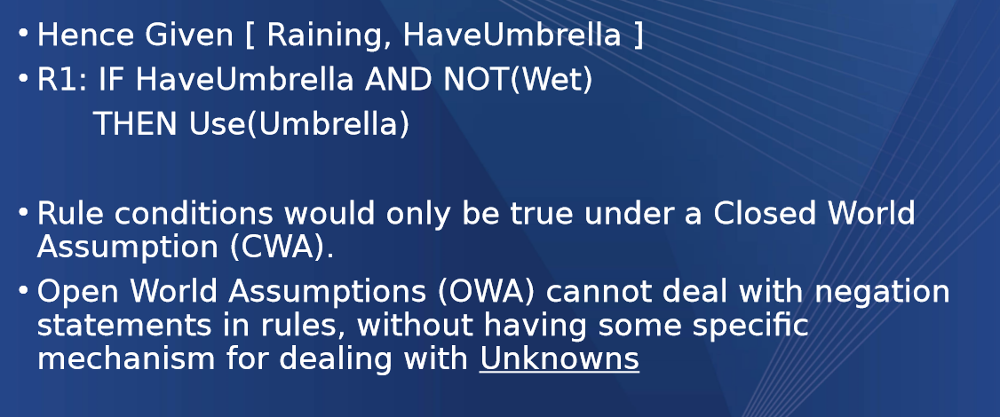 • Hence Given [ Raining, HaveUmbrella ]
• R1: IF HaveUmbrella AND NOT(Wet)
THEN Use(Umbrella)
• Rule conditions would only be true under a Closed World
Assumption (CWA).
• Open World Assumptions (OWA) cannot deal with negation
statements in rules, without having some specific
mechanism for dealing with Unknowns